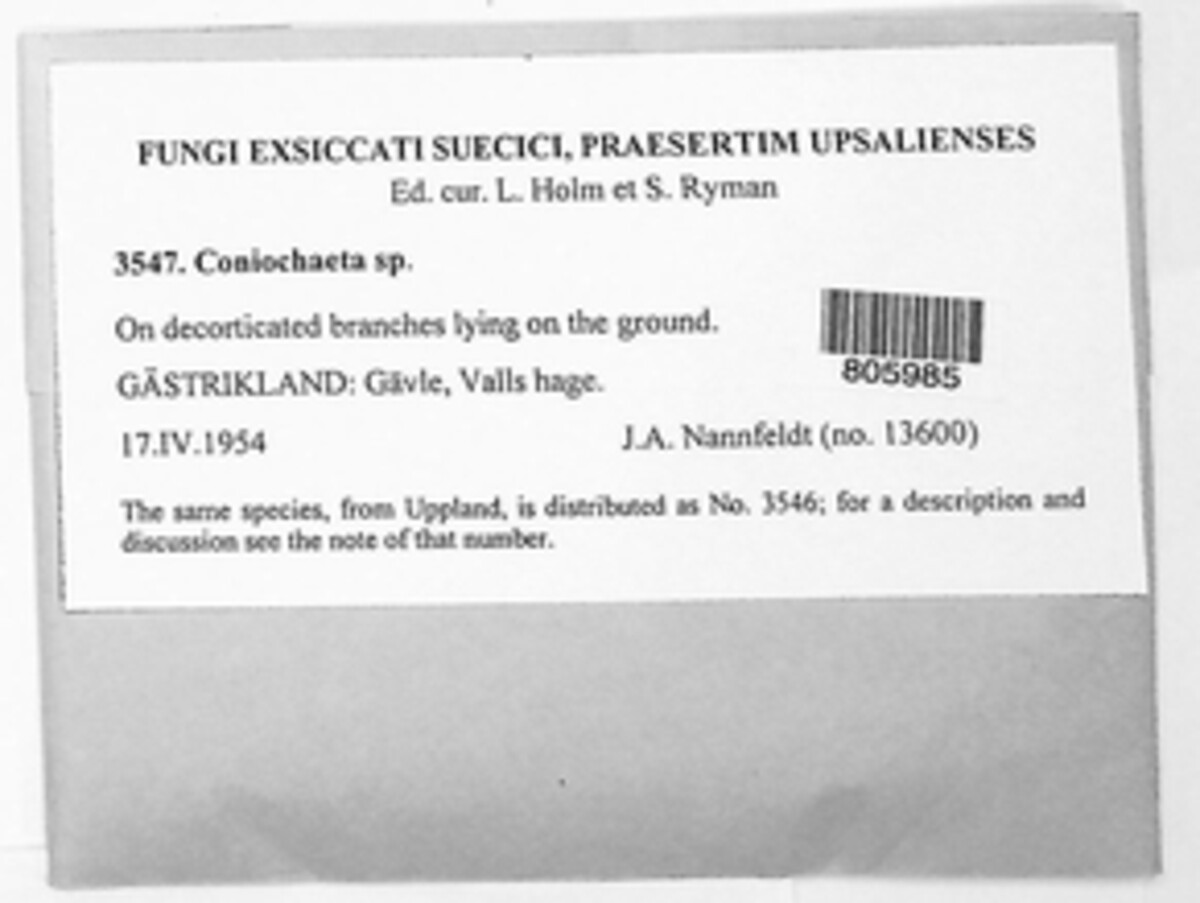 FUNGI EXSICCATI SUECICI, PRAESERTIM UPSALIENSES
Ed. cur. L. Holm et S. Ryman
3547. Coniochaeta sp.
On decorticated branches lying on the ground.
805985
GÄSTRIKLAND: Gävle, Valls hage.
17.IV.1954 J.A. Nannfeldt (no. 13600)
The same species, from Uppland, is distributed as No. 3546; for a description and
discussion see the note of that number.